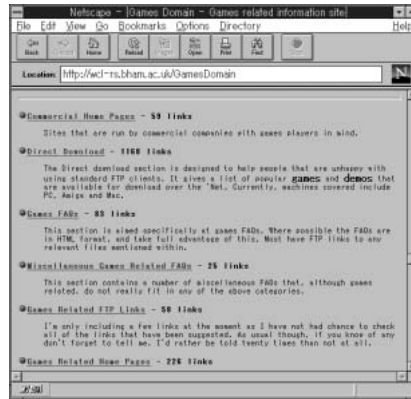 Netscape - [Games Domain - Games related information site]
File Edit View Go Bookmarks Options Directory Help
Back Home Reload Images Open Print Find Stop
Location: http://wcl-rs.bham.ac.uk/GamesDomain
Commercial Home Pages - 59 links
Sites that are run by commercial companies with games players in mind.
Direct Download - 1168 links
The Direct download section is designed to help people that are unhappy with
using standard FTP clients. It gives a list of popular games and demos that
are available for download over the 'Net. Currently, machines covered include
PC, Amiga and Mac.
Games FAQs - 83 links
This section is aimed specifically at games FAQs. Where possible the FAQs are
in HTML format, and take full advantage of this. Most have FTP links to any
relevant files mentioned within.
Miscellaneous Games Related FAQs - 25 links
This section contains a number of miscellaneous FAQs that, although games
related, do not really fit in any of the above categories.
Games Related FTP Links - 50 links
I'm only including a few links at the moment as I have not had chance to check
all of the links that have been suggested. As usual though, if you know of any
don't forget to tell me, I'd rather be told twenty times than not at all.
Games Related Home Pages - 226 links